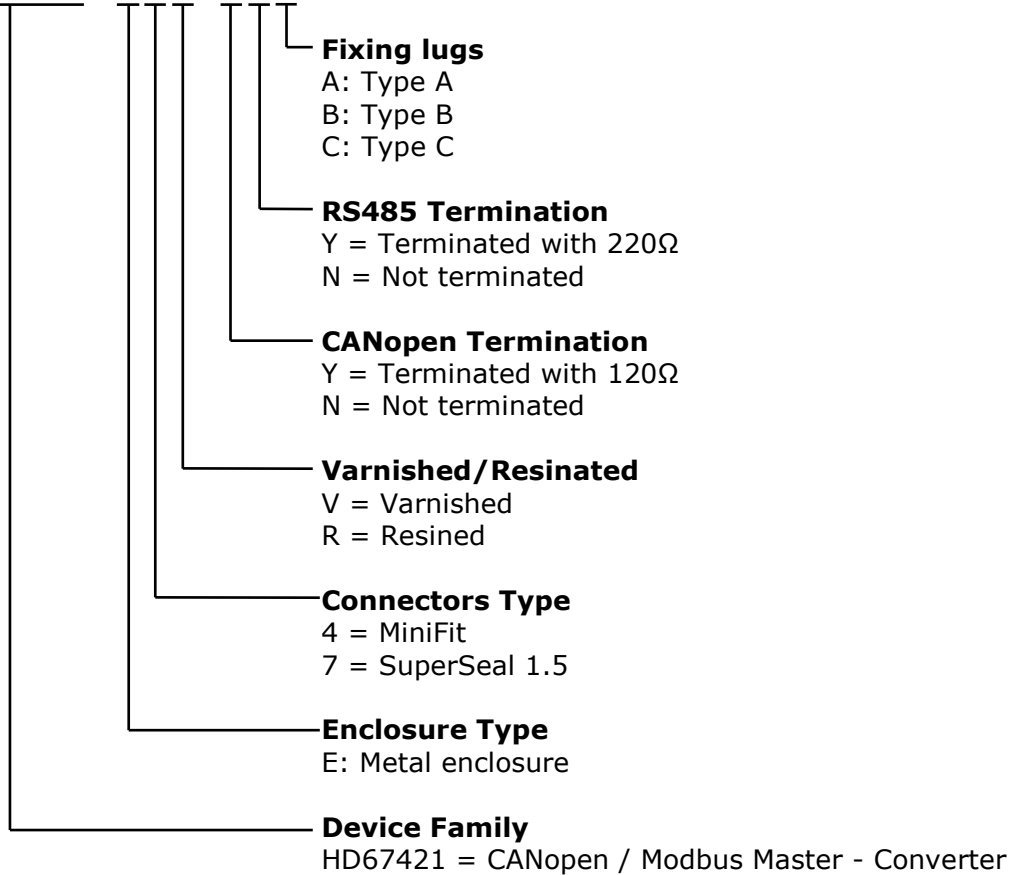 Fixing lugs
A: Type A
B: Type B
C: Type C
RS485 Termination
Y = Terminated with 220Ω
N = Not terminated
CANopen Termination
Y = Terminated with 120Ω
N = Not terminated
Varnished/Resinated
V = Varnished
R = Resined
Connectors Type
4 = MiniFit
7 = SuperSeal 1.5
Enclosure Type
E: Metal enclosure
Device Family
HD67421 = CANopen / Modbus Master - Converter